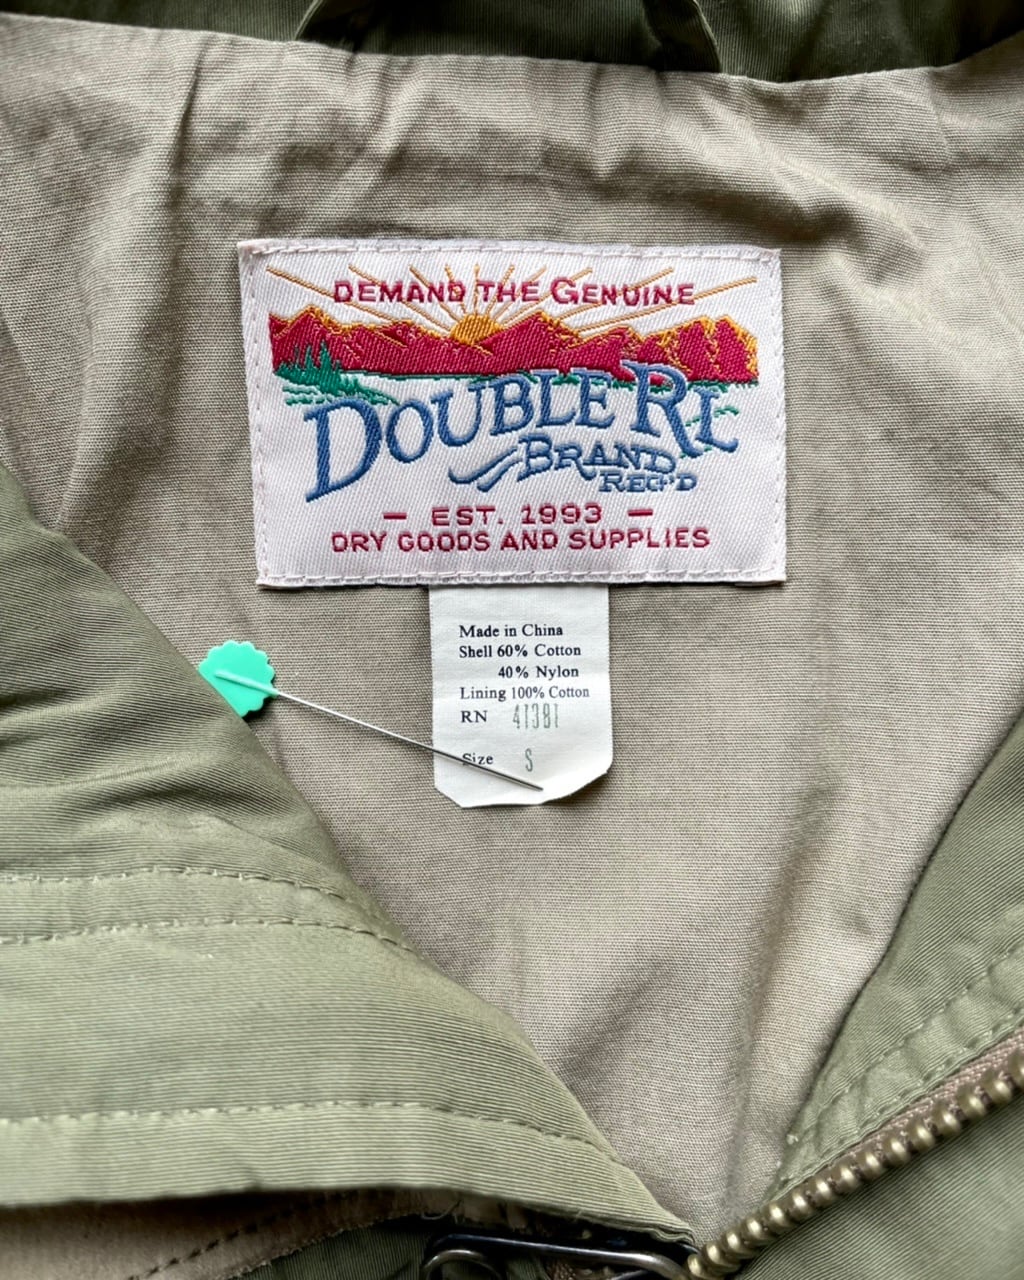 DEMAND THE GENUINE
DOUBLE RL
BRAND
REG'D
— EST. 1993 —
DRY GOODS AND SUPPLIES
Made in China
Shell 60% Cotton
40% Nylon
Lining 100% Cotton
RN 41381
Size S